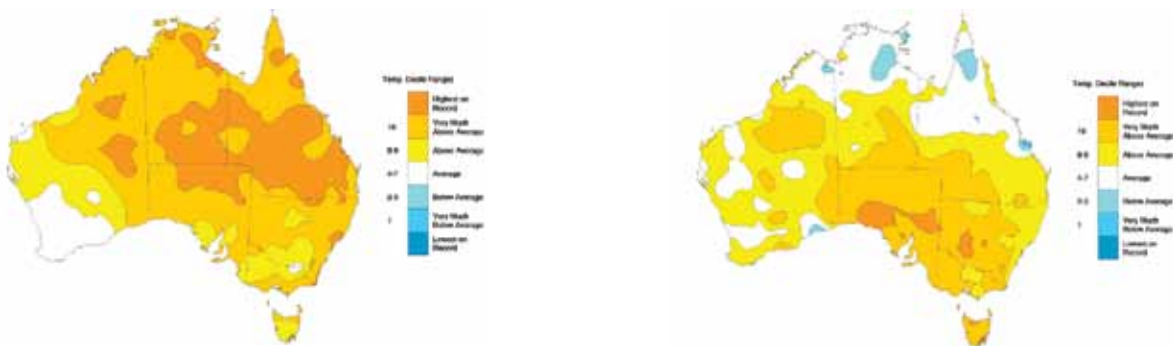 Temp. Decile Ranges
Highest on
Record
10
Very Much
Above Average
8-9
Above Average
4-7
Average
2-3
Below Average
1
Very Much
Below Average
Lowest on
Record
Temp. Decile Ranges
Highest on
Record
10
Very Much
Above Average
8-9
Above Average
4-7
Average
2-3
Below Average
1
Very Much
Below Average
Lowest on
Record